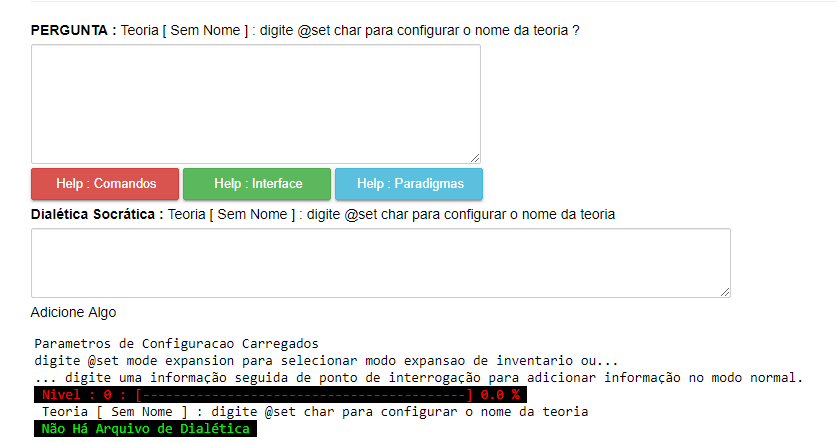 PERGUNTA : Teoria [ Sem Nome ] : digite @set char para configurar o nome da teoria ?
Help : Comandos Help : Interface Help : Paradigmas
Dialética Socrática : Teoria [ Sem Nome ] : digite @set char para configurar o nome da teoria
Adicione Algo
Parametros de Configuracao Carregados
digite @set mode expansion para selecionar modo expansao de inventario ou...
... digite uma informação seguida de ponto de interrogação para adicionar informação no modo normal.
Nivel : 0 : [-----------------------------------------] 0.0 %
Teoria [ Sem Nome ] : digite @set char para configurar o nome da teoria
Não Há Arquivo de Dialética